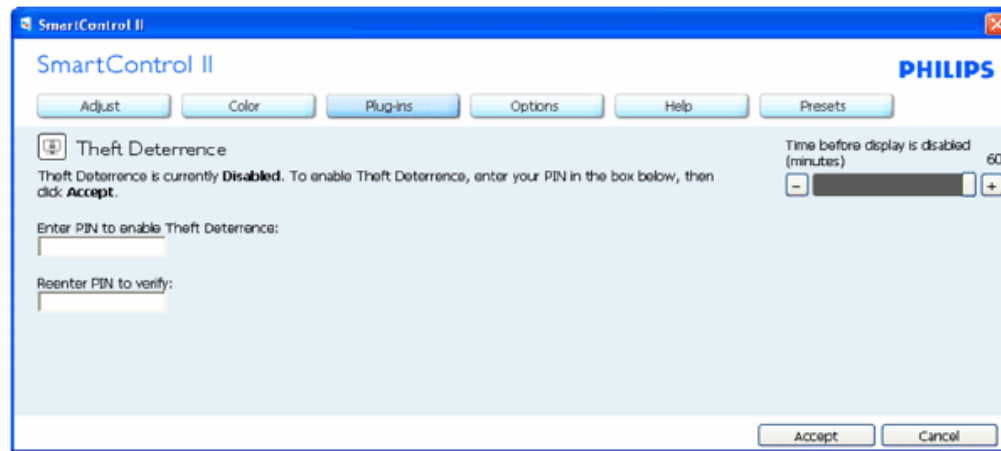 SmartControl II
SmartControl II
PHILIPS
Adjust Color Plug-ins Options Help Presets
Theft Deterrence
Theft Deterrence is currently Disabled. To enable Theft Deterrence, enter your PIN in the box below, then
click Accept.
Enter PIN to enable Theft Deterrence:
Reenter PIN to verify:
Time before display is disabled
(minutes) 60
- +
Accept Cancel